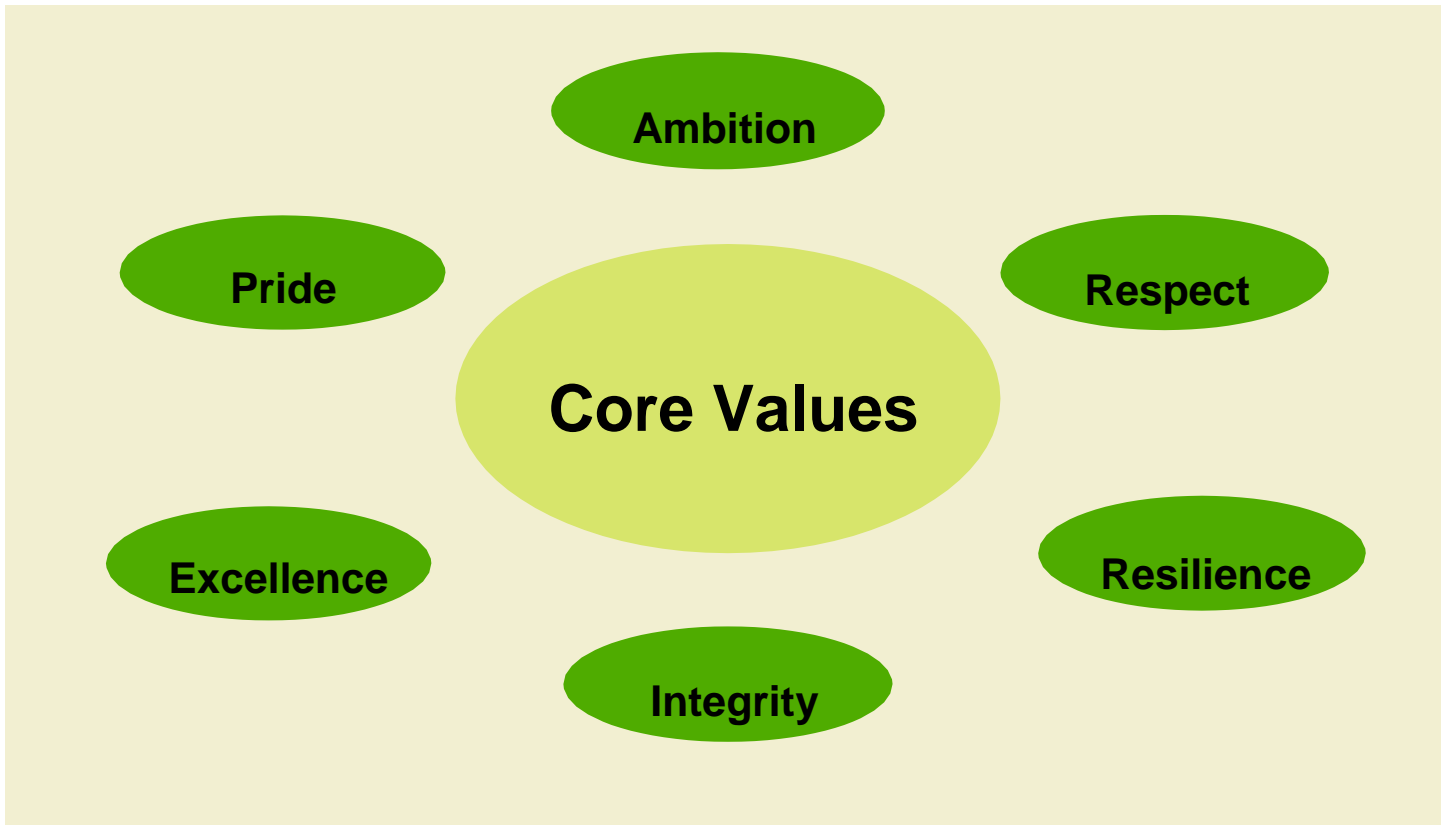 Ambition
Pride
Respect
Core Values
Excellence
Resilience
Integrity